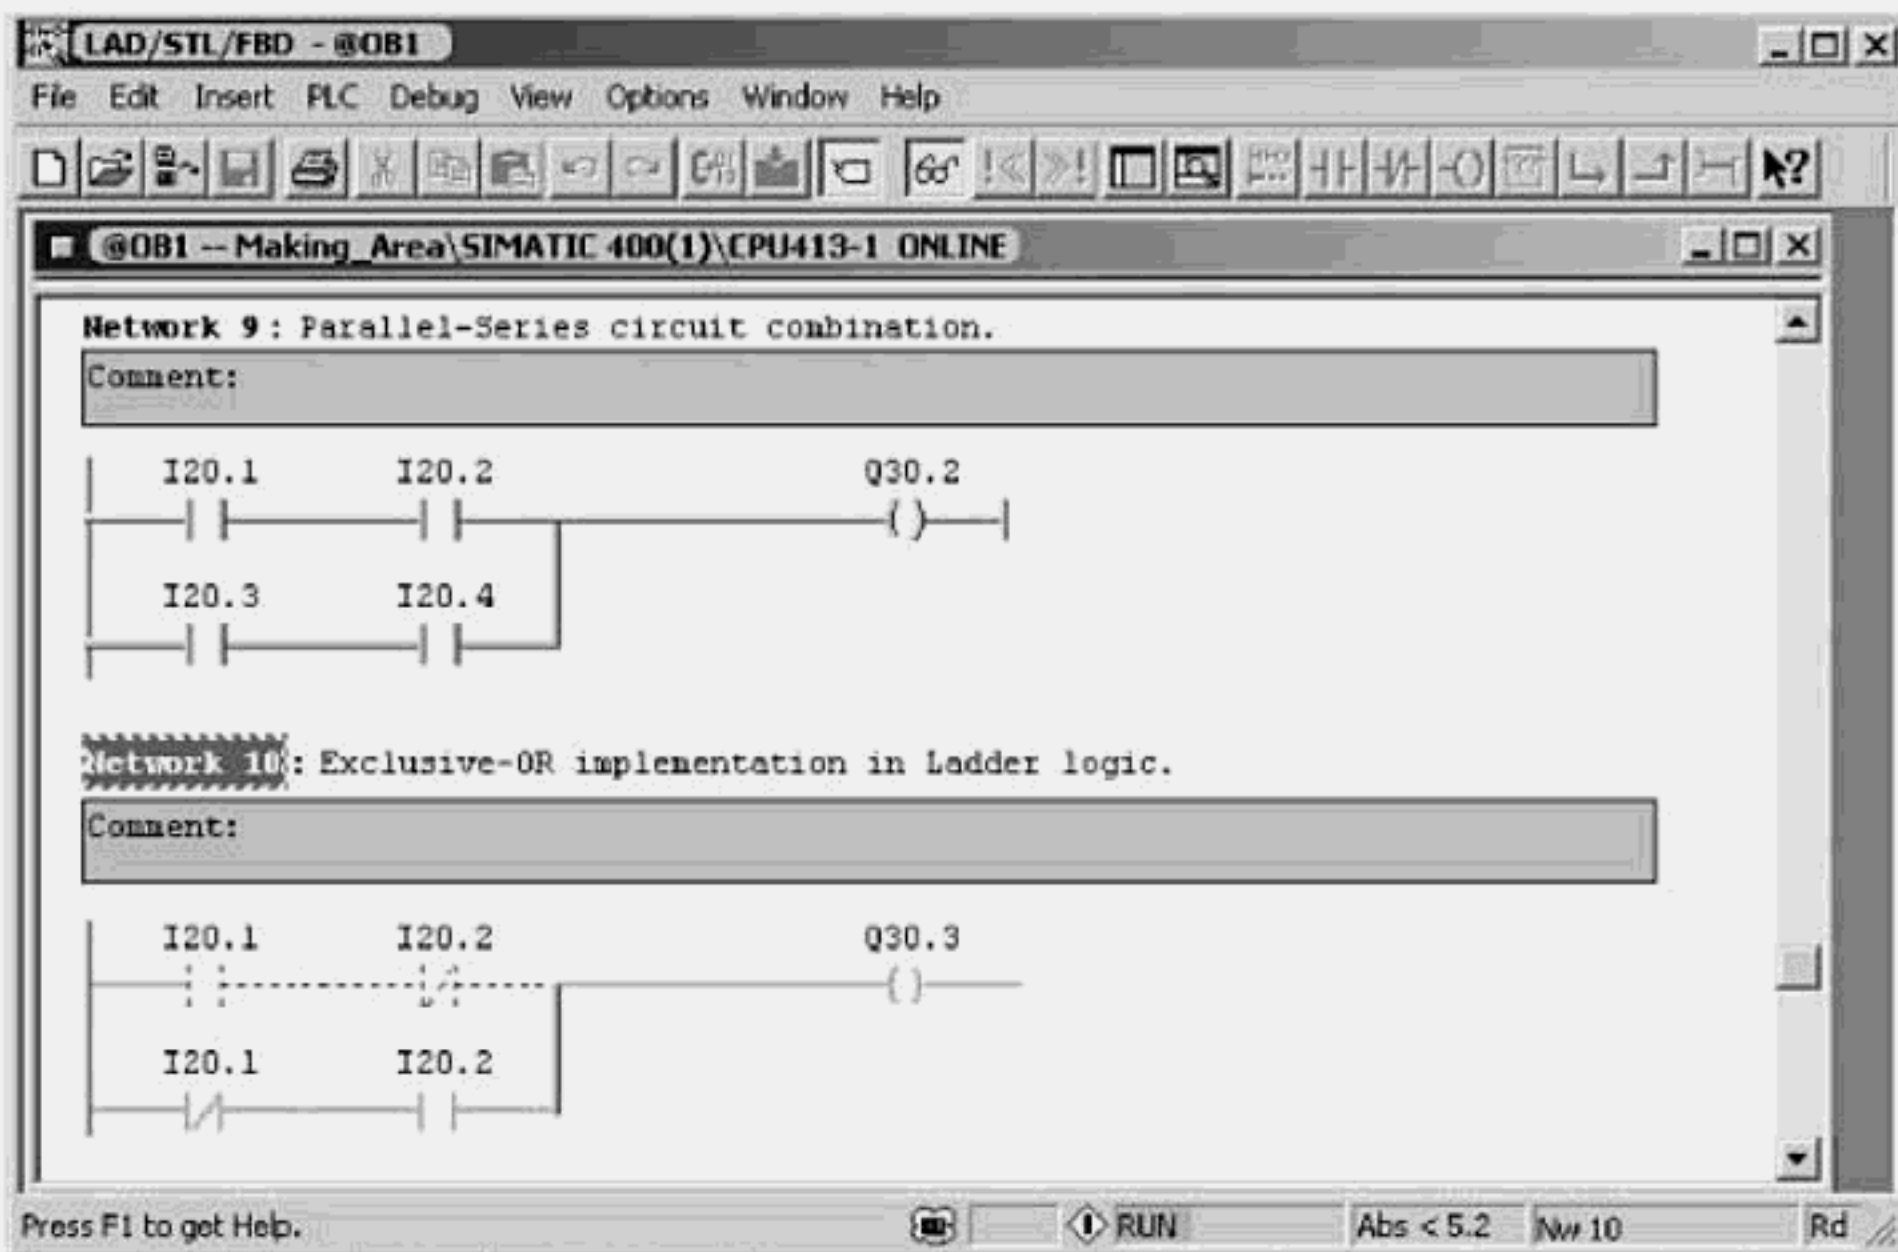 LAD/STL/FBD - @OB1
File Edit Insert PLC Debug View Options Window Help
@OB1 -- Making_Area\SIMATIC 400(1)\CPU413-1 ONLINE
Network 9 : Parallel-Series circuit combination.
Comment:
I20.1 I20.2 Q30.2
I20.3 I20.4
Network 10 : Exclusive-OR implementation in Ladder logic.
Comment:
I20.1 I20.2 Q30.3
I20.1 I20.2
Press F1 to get Help. RUN Abs < 5.2 Nw 10 Rd